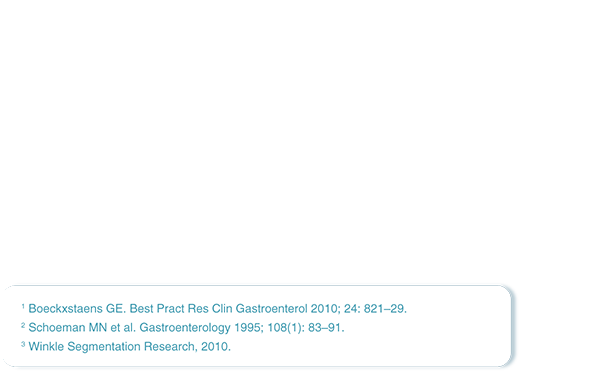 ¹ Boeckxstaens GE. Best Pract Res Clin Gastroenterol 2010; 24: 821–29.
² Schoeman MN et al. Gastroenterology 1995; 108(1): 83–91.
³ Winkle Segmentation Research, 2010.